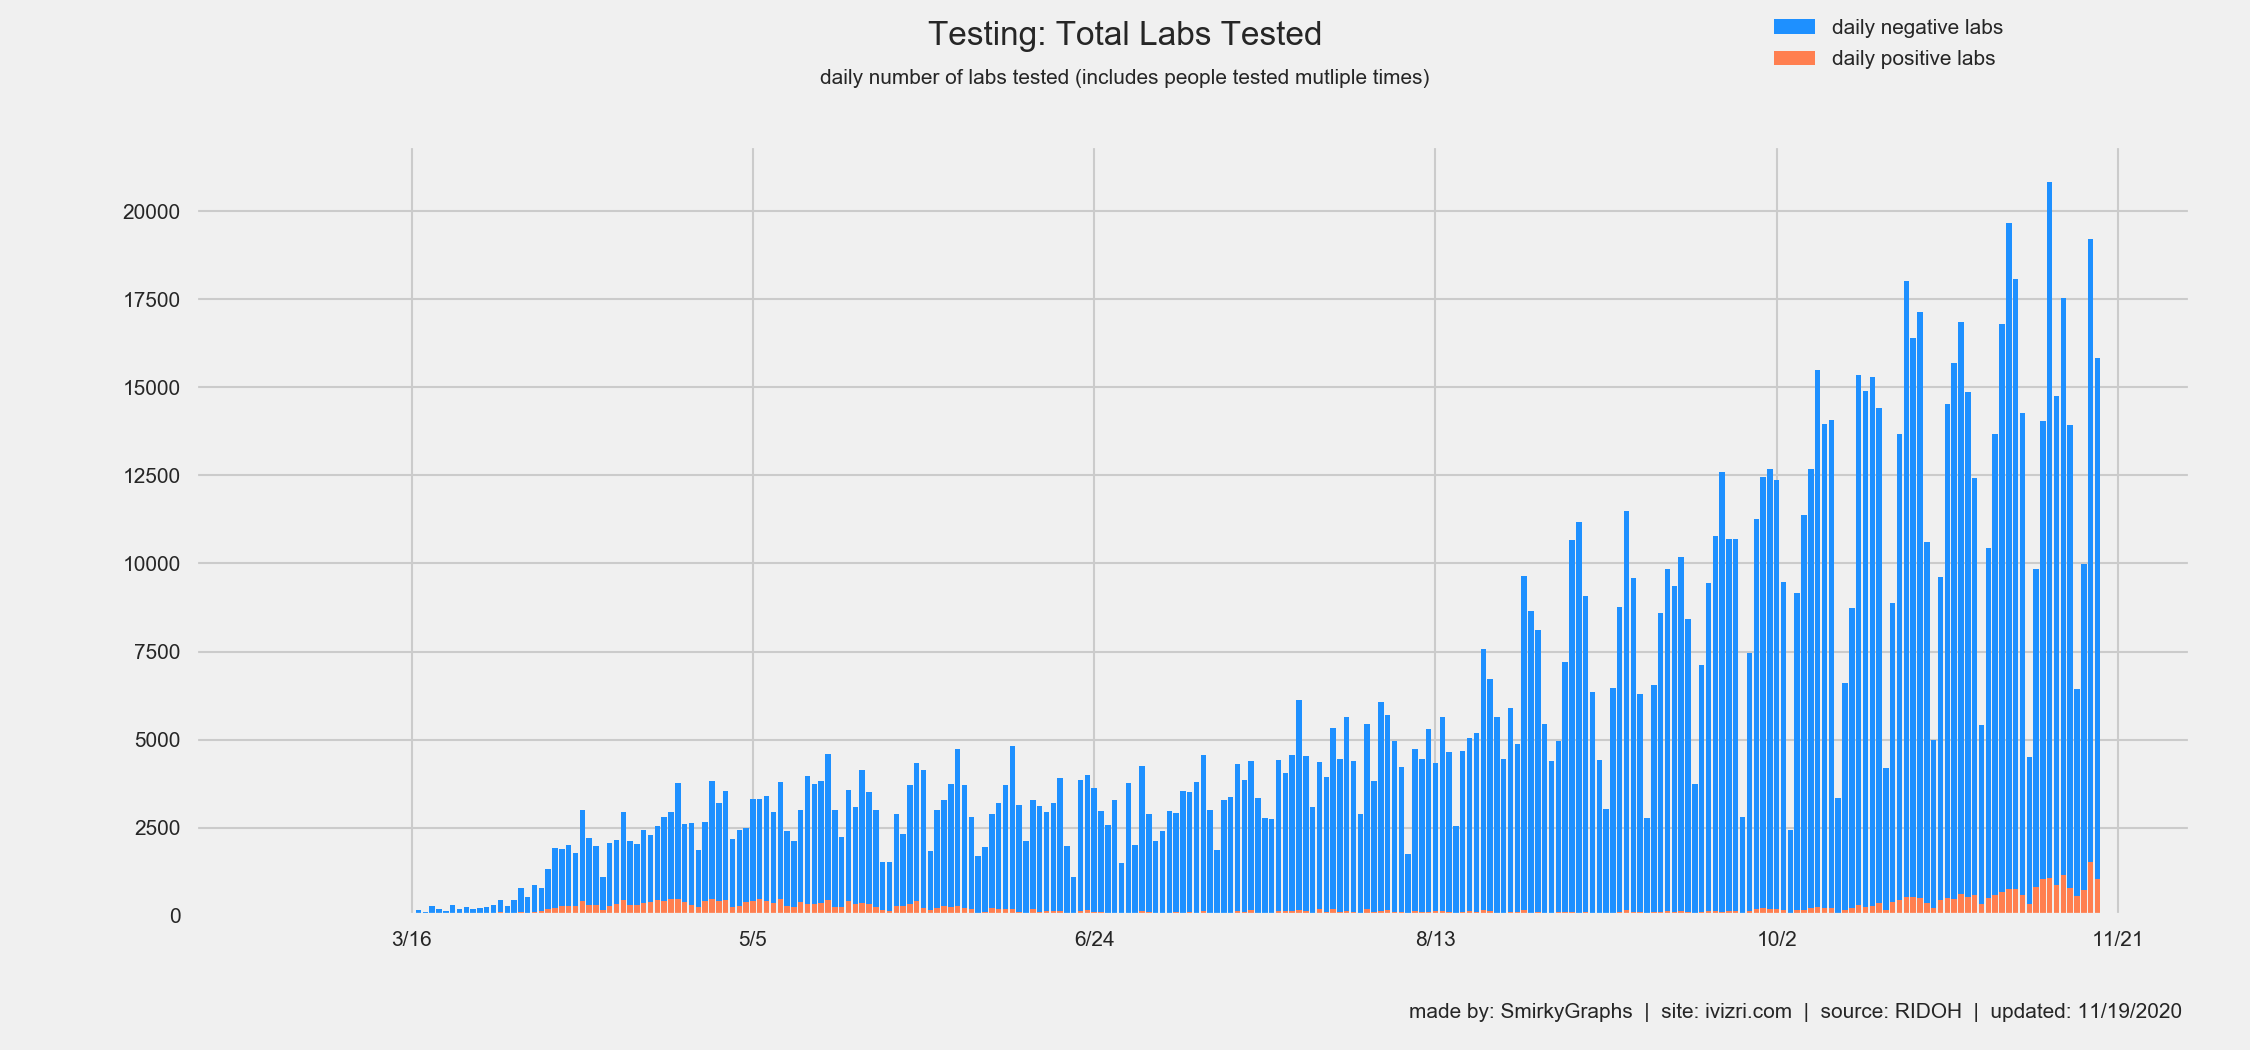 Testing: Total Labs Tested
daily number of labs tested (includes people tested mutliple times)
daily negative labs
daily positive labs
20000
17500
15000
12500
10000
7500
5000
2500
0
3/16 5/5 6/24 8/13 10/2 11/21
made by: SmirkyGraphs | site: ivizri.com | source: RIDOH | updated: 11/19/2020